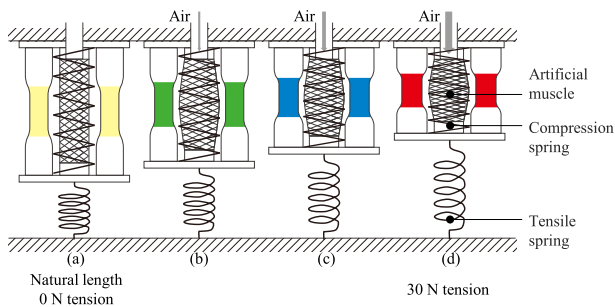 Air
Air
Air
Artificial
muscle
Compression
spring
Tensile
spring
(a)
(b)
(c)
(d)
Natural length
0 N tension
30 N tension